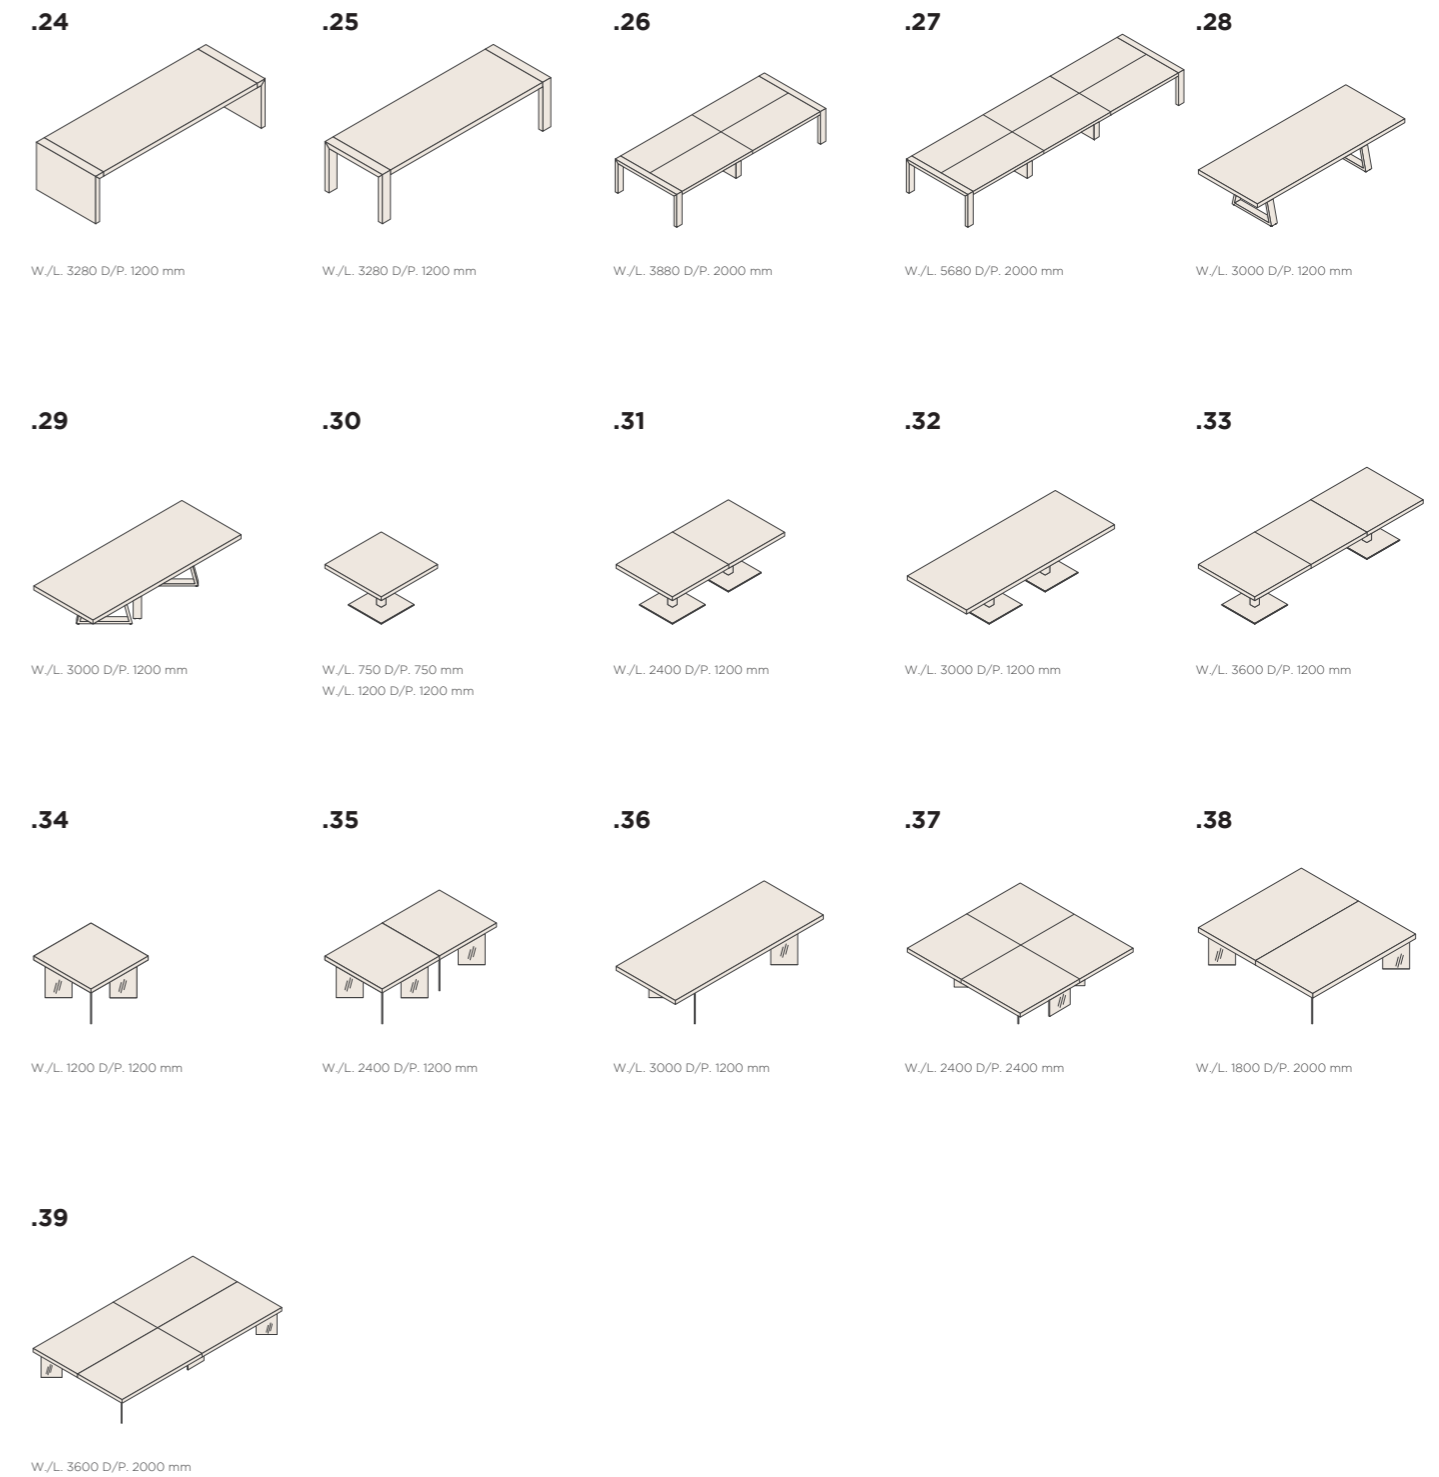 .24
.25
.26
.27
.28
W./L. 3280 D/P. 1200 mm
W./L. 3280 D/P. 1200 mm
W./L. 3880 D/P. 2000 mm
W./L. 5680 D/P. 2000 mm
W./L. 3000 D/P. 1200 mm
.29
.30
.31
.32
.33
W./L. 3000 D/P. 1200 mm
W./L. 750 D/P. 750 mm
W./L. 1200 D/P. 1200 mm
W./L. 2400 D/P. 1200 mm
W./L. 3000 D/P. 1200 mm
W./L. 3600 D/P. 1200 mm
.34
.35
.36
.37
.38
W./L. 1200 D/P. 1200 mm
W./L. 2400 D/P. 1200 mm
W./L. 3000 D/P. 1200 mm
W./L. 2400 D/P. 2400 mm
W./L. 1800 D/P. 2000 mm
.39
W./L. 3600 D/P. 2000 mm